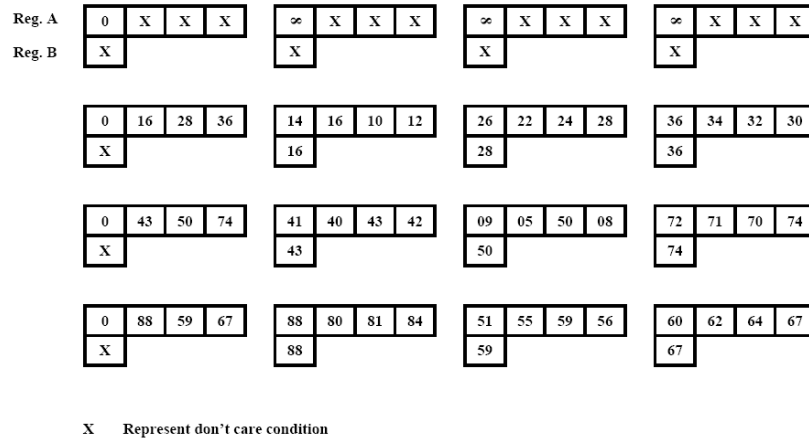 Reg. A 0 X X X ∞ X X X ∞ X X X ∞ X X X
Reg. B X X X X
0 16 28 36 14 16 10 12 26 22 24 28 36 34 32 30
X 16 28 36
0 43 50 74 41 40 43 42 09 05 50 08 72 71 70 74
X 43 50 74
0 88 59 67 88 80 81 84 51 55 59 56 60 62 64 67
X 88 59 67
X Represent don't care condition